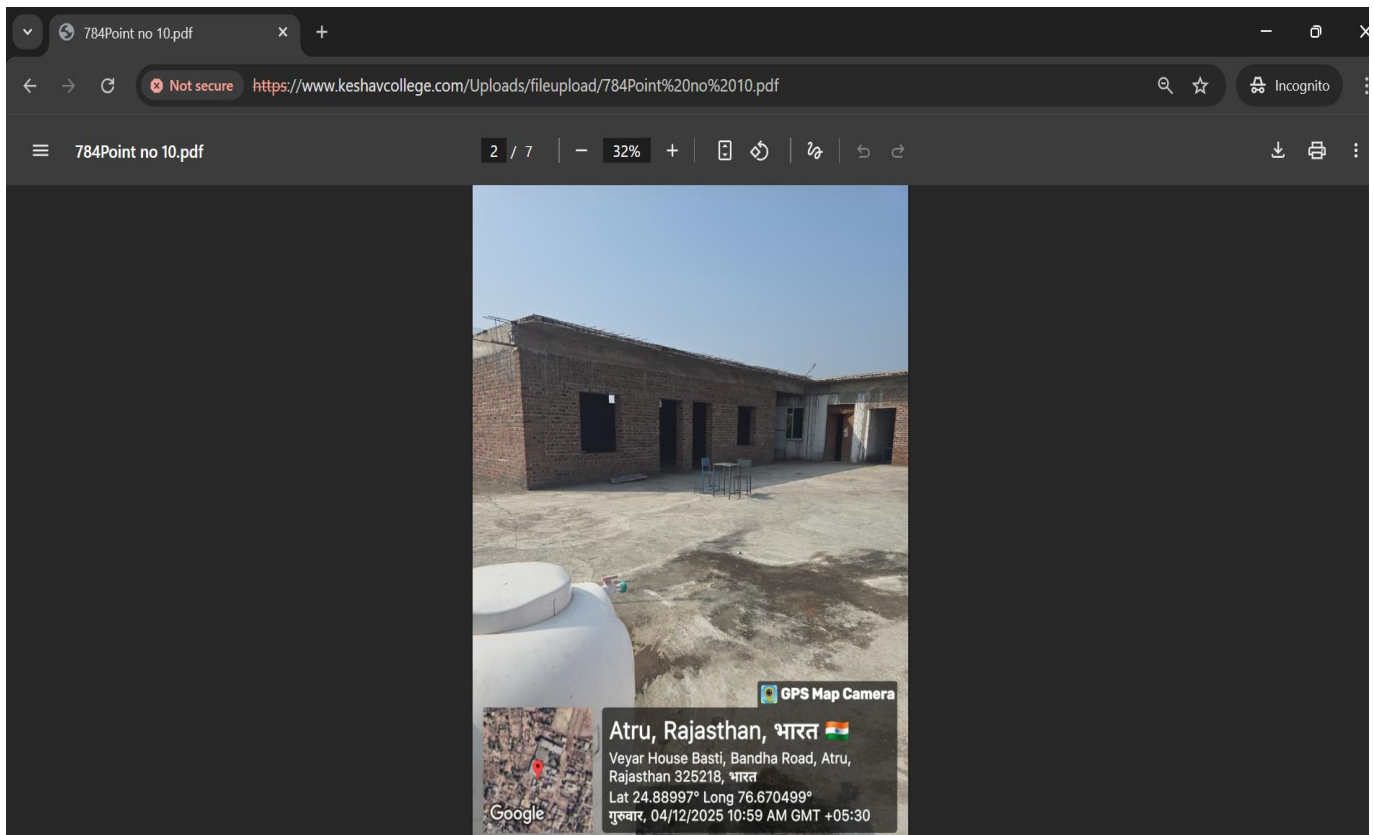 784Point no 10.pdf
Not secure https://www.keshavcollege.com/Uploads/fileupload/784Point%20no%2010.pdf
Incognito
784Point no 10.pdf
2 / 7
32%
GPS Map Camera
Atru, Rajasthan, भारत
Veyar House Basti, Bandha Road, Atru,
Rajasthan 325218, भारत
Lat 24.88997° Long 76.670499°
गुरुवार, 04/12/2025 10:59 AM GMT +05:30
Google